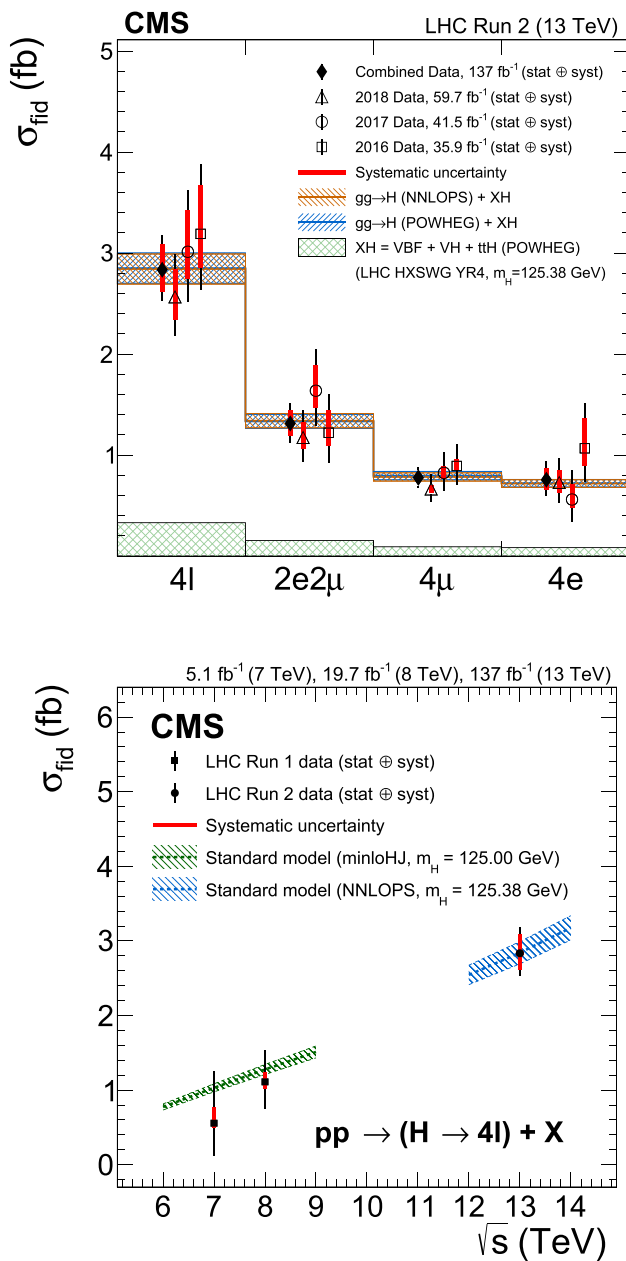 CMS LHC Run 2 (13 TeV)
σfid (fb)
5
4
3
2
1
Combined Data, 137 fb⁻¹ (stat ⊕ syst)
2018 Data, 59.7 fb⁻¹ (stat ⊕ syst)
2017 Data, 41.5 fb⁻¹ (stat ⊕ syst)
2016 Data, 35.9 fb⁻¹ (stat ⊕ syst)
Systematic uncertainty
gg→H (NNLOPS) + XH
gg→H (POWHEG) + XH
XH = VBF + VH + ttH (POWHEG)
(LHC HXSWG YR4, mH=125.38 GeV)
4l 2e2μ 4μ 4e
5.1 fb⁻¹ (7 TeV), 19.7 fb⁻¹ (8 TeV), 137 fb⁻¹ (13 TeV)
σfid (fb)
6
5
4
3
2
1
0
CMS
LHC Run 1 data (stat ⊕ syst)
LHC Run 2 data (stat ⊕ syst)
Systematic uncertainty
Standard model (minloHJ, mH = 125.00 GeV)
Standard model (NNLOPS, mH = 125.38 GeV)
pp → (H → 4l) + X
6 7 8 9 10 11 12 13 14
√s (TeV)